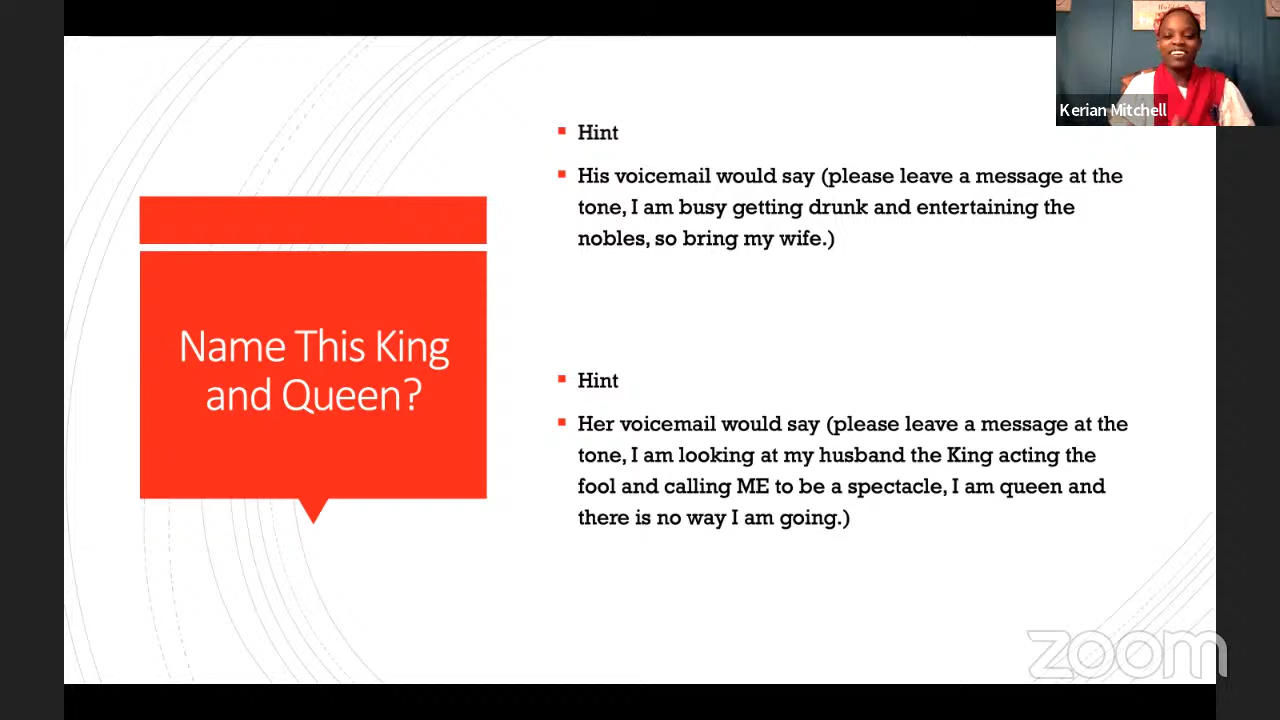 Kerian Mitchell
Hint
His voicemail would say (please leave a message at the
tone, I am busy getting drunk and entertaining the
nobles, so bring my wife.)
Name This King
and Queen?
Hint
Her voicemail would say (please leave a message at the
tone, I am looking at my husband the King acting the
fool and calling ME to be a spectacle, I am queen and
there is no way I am going.)
zoom